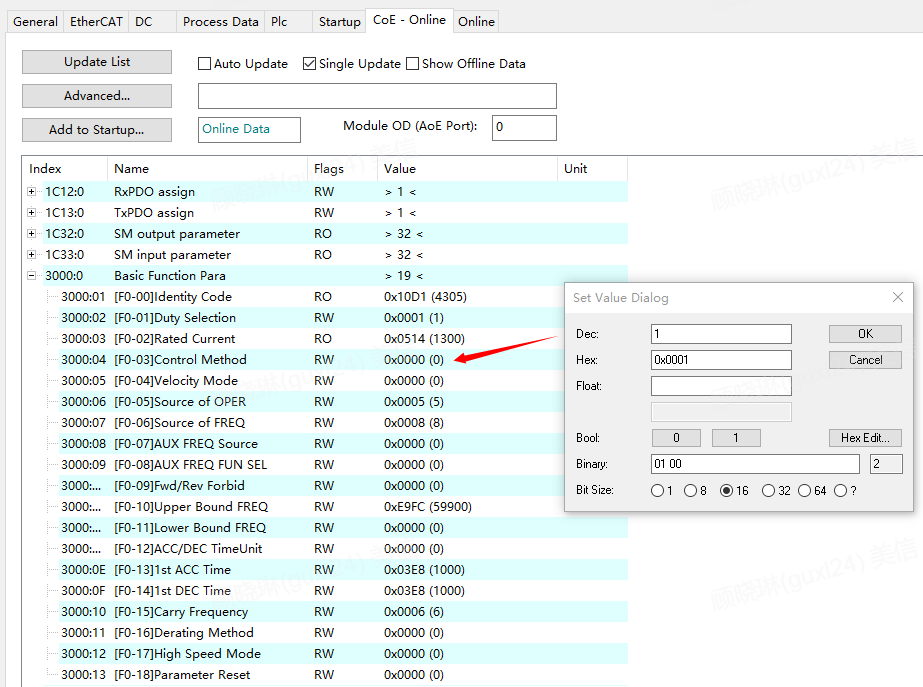 General EtherCAT DC Process Data Plc Startup CoE - Online Online
Update List Auto Update Single Update Show Offline Data
Advanced...
Add to Startup... Online Data Module OD (AoE Port): 0
Index Name Flags Value Unit
1C12:0 RxPDO assign RW > 1 <
1C13:0 TxPDO assign RW > 1 <
1C32:0 SM output parameter RO > 32 <
1C33:0 SM input parameter RO > 32 <
3000:0 Basic Function Para > 19 <
3000:01 [F0-00]Identity Code RO 0x10D1 (4305)
3000:02 [F0-01]Duty Selection RW 0x0001 (1)
3000:03 [F0-02]Rated Current RO 0x0514 (1300)
3000:04 [F0-03]Control Method RW 0x0000 (0)
3000:05 [F0-04]Velocity Mode RW 0x0000 (0)
3000:06 [F0-05]Source of OPER RW 0x0005 (5)
3000:07 [F0-06]Source of FREQ RW 0x0008 (8)
3000:08 [F0-07]AUX FREQ Source RW 0x0000 (0)
3000:09 [F0-08]AUX FREQ FUN SEL RW 0x0000 (0)
3000:... [F0-09]Fwd/Rev Forbid RW 0x0000 (0)
3000:... [F0-10]Upper Bound FREQ RW 0xE9FC (59900)
3000:... [F0-11]Lower Bound FREQ RW 0x0000 (0)
3000:... [F0-12]ACC/DEC TimeUnit RW 0x0000 (0)
3000:0E [F0-13]1st ACC Time RW 0x03E8 (1000)
3000:0F [F0-14]1st DEC Time RW 0x03E8 (1000)
3000:10 [F0-15]Carry Frequency RW 0x0006 (6)
3000:11 [F0-16]Derating Method RW 0x0000 (0)
3000:12 [F0-17]High Speed Mode RW 0x0000 (0)
3000:13 [F0-18]Parameter Reset RW 0x0000 (0)
Set Value Dialog
Dec: 1 OK
Hex: 0x0001 Cancel
Float:
Bool: 0 1 Hex Edit...
Binary: 01 00 2
Bit Size: 1 8 16 32 64 ?
顾晓琳(guxl24) 美信
顾晓琳(guxl24) 美信